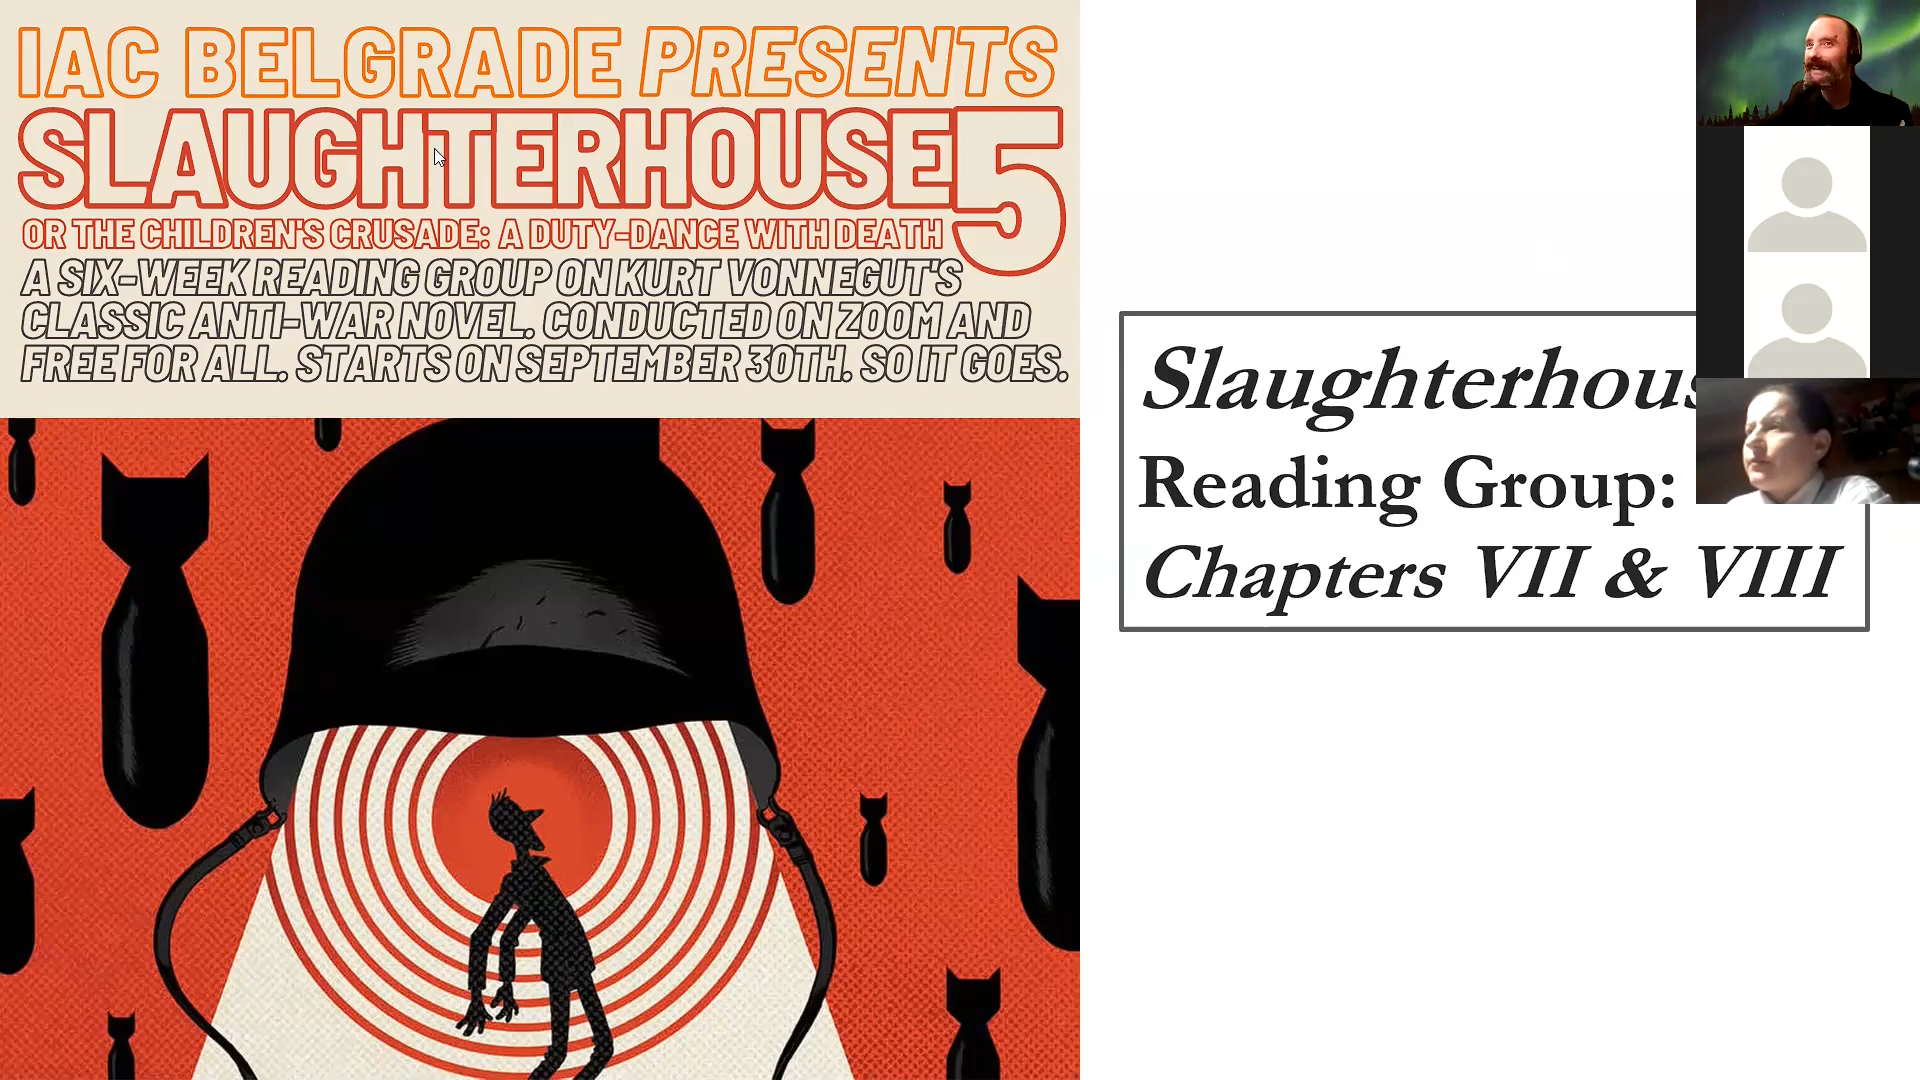 IAC BELGRADE PRESENTS
SLAUGHTERHOUSE 5
OR THE CHILDREN'S CRUSADE: A DUTY-DANCE WITH DEATH
A SIX-WEEK READING GROUP ON KURT VONNEGUT'S
CLASSIC ANTI-WAR NOVEL. CONDUCTED ON ZOOM AND
FREE FOR ALL. STARTS ON SEPTEMBER 30TH. SO IT GOES.
Slaughterhous
Reading Group:
Chapters VII & VIII